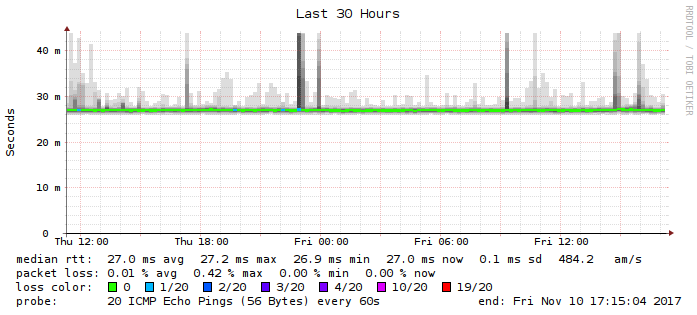 Last 30 Hours
RRDTOOL / TOBI OETIKER
Seconds
40 m
30 m
20 m
10 m
0
Thu 12:00 Thu 18:00 Fri 00:00 Fri 06:00 Fri 12:00
median rtt: 27.0 ms avg 27.2 ms max 26.9 ms min 27.0 ms now 0.1 ms sd 484.2 am/s
packet loss: 0.01 % avg 0.42 % max 0.00 % min 0.00 % now
loss color: 0 1/20 2/20 3/20 4/20 10/20 19/20
probe: 20 ICMP Echo Pings (56 Bytes) every 60s end: Fri Nov 10 17:15:04 2017